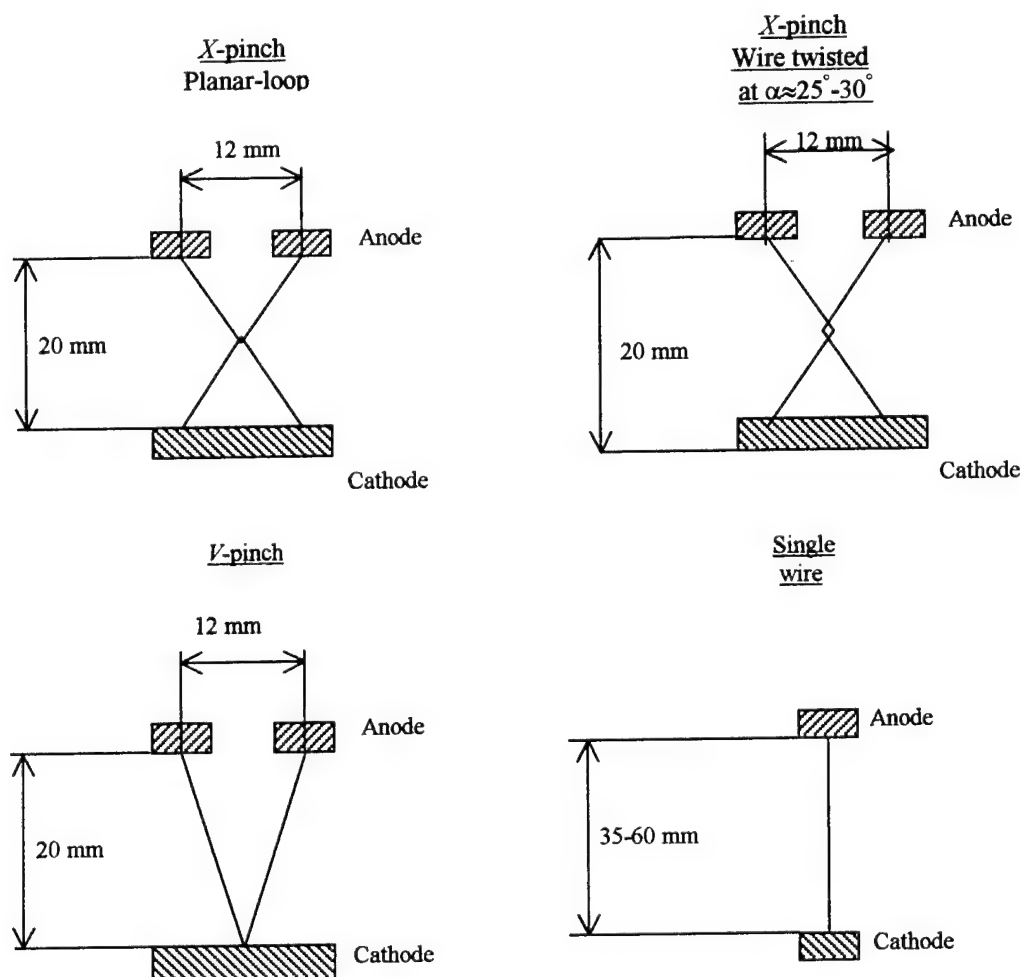 X-pinch
Planar-loop
12 mm
Anode
20 mm
Cathode
X-pinch
Wire twisted
at α≈25°-30°
12 mm
Anode
20 mm
Cathode
V-pinch
12 mm
Anode
20 mm
Cathode
Single
wire
Anode
35-60 mm
Cathode